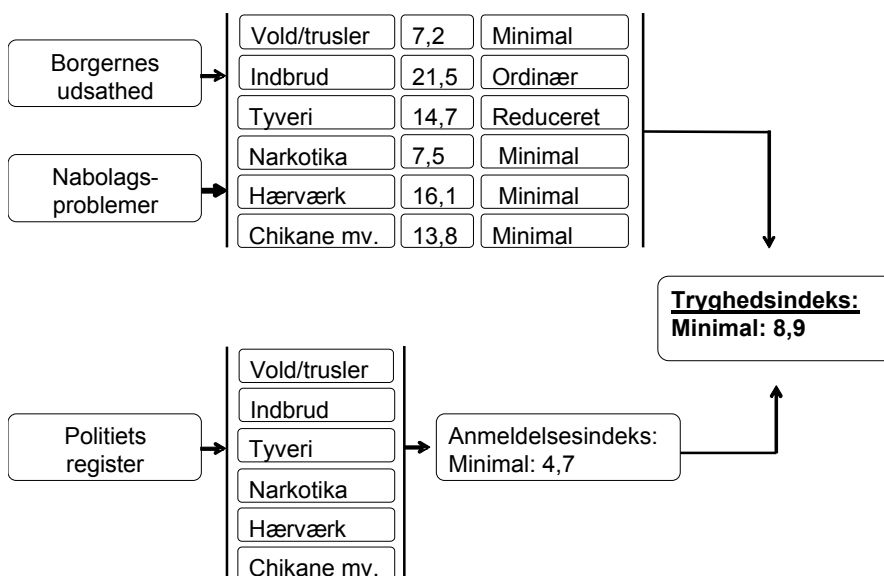 Borgernes
udsathed
Nabolags-
problemer
Vold/trusler 7,2 Minimal
Indbrud 21,5 Ordinær
Tyveri 14,7 Reduceret
Narkotika 7,5 Minimal
Hærværk 16,1 Minimal
Chikane mv. 13,8 Minimal
Tryghedsindeks:
Minimal: 8,9
Politiets
register
Vold/trusler
Indbrud
Tyveri
Narkotika
Hærværk
Chikane mv.
Anmeldelsesindeks:
Minimal: 4,7